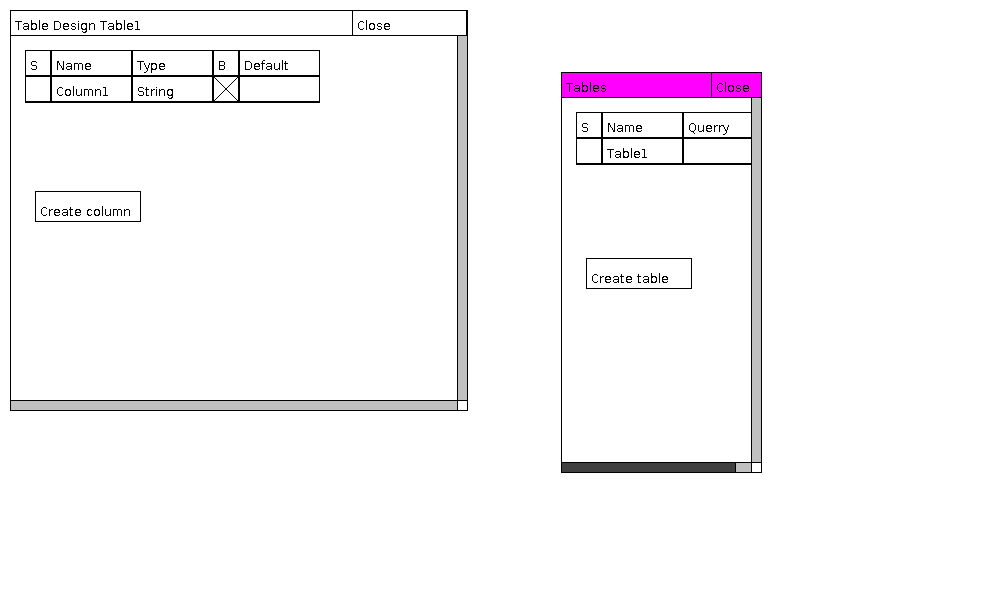 Table Design Table1 Close
S Name Type B Default
Column1 String
Create column
Tables Close
S Name Querry
Table1
Create table